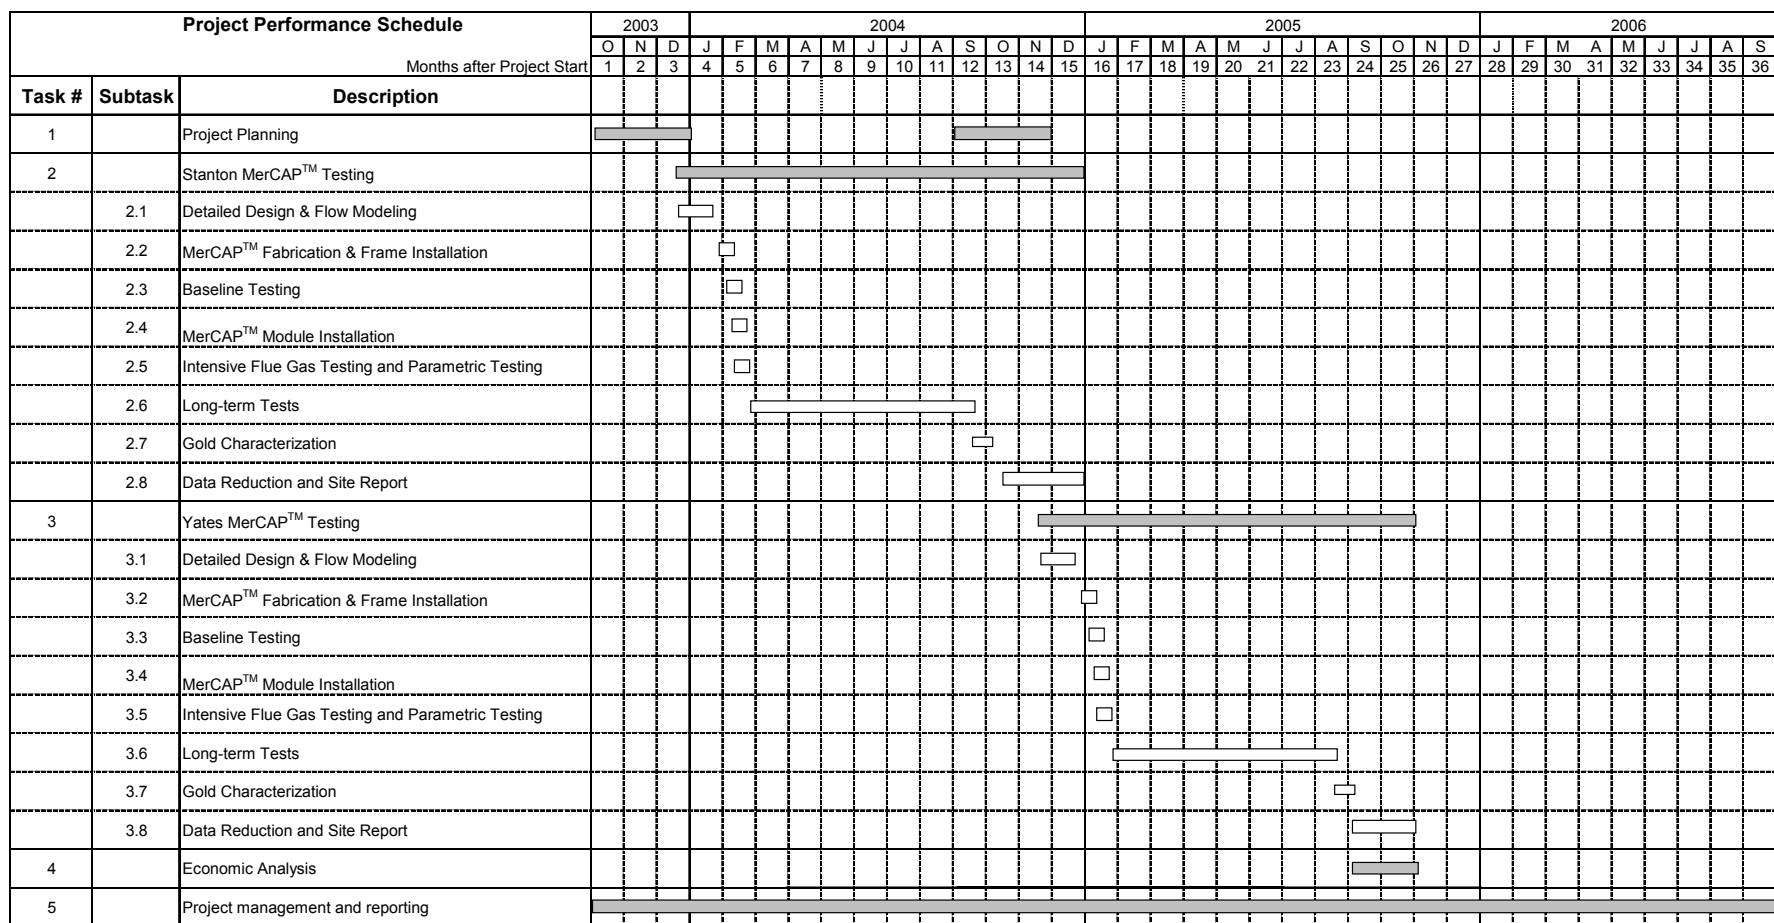 Project Performance Schedule 2003 2004 2005 2006
O N D J F M A M J J A S O N D J F M A M J J A S O N D J F M A M J J A S
Months after Project Start 1 2 3 4 5 6 7 8 9 10 11 12 13 14 15 16 17 18 19 20 21 22 23 24 25 26 27 28 29 30 31 32 33 34 35 36
Task # Subtask Description
1 Project Planning
2 Stanton MerCAP™ Testing
2.1 Detailed Design & Flow Modeling
2.2 MerCAP™ Fabrication & Frame Installation
2.3 Baseline Testing
2.4 MerCAP™ Module Installation
2.5 Intensive Flue Gas Testing and Parametric Testing
2.6 Long-term Tests
2.7 Gold Characterization
2.8 Data Reduction and Site Report
3 Yates MerCAP™ Testing
3.1 Detailed Design & Flow Modeling
3.2 MerCAP™ Fabrication & Frame Installation
3.3 Baseline Testing
3.4 MerCAP™ Module Installation
3.5 Intensive Flue Gas Testing and Parametric Testing
3.6 Long-term Tests
3.7 Gold Characterization
3.8 Data Reduction and Site Report
4 Economic Analysis
5 Project management and reporting